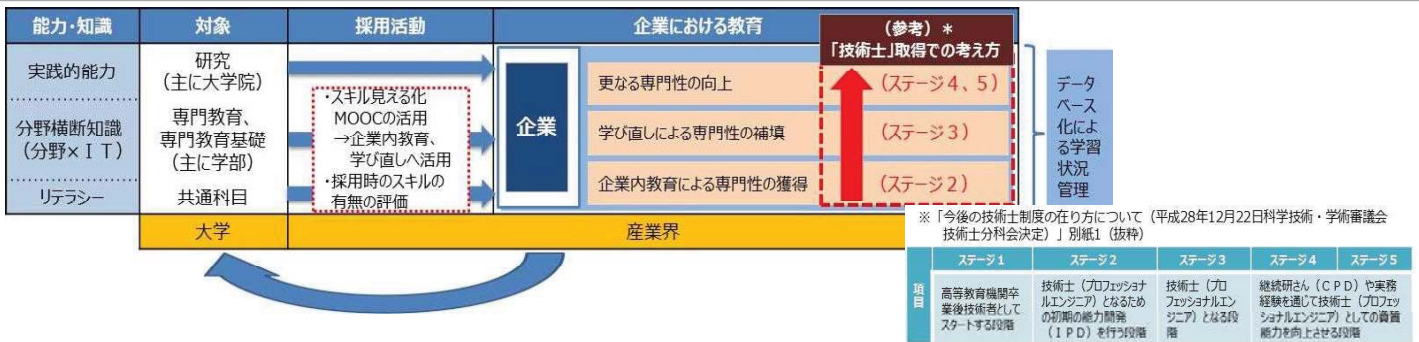 能力・知識
対象
採用活動
企業における教育
(参考) *
「技術士」取得での考え方
実践的能力
研究
(主に大学院)
分野横断知識
(分野×IT)
専門教育、
専門教育基礎
(主に学部)
リテラシー
共通科目
・スキル見える化
MOOCの活用
→企業内教育、
学び直しへ活用
・採用時のスキルの
有無の評価
企業
更なる専門性の向上
(ステージ4、5)
学び直しによる専門性の補填
(ステージ3)
企業内教育による専門性の獲得
(ステージ2)
データ
ベース
化によ
る学習
状況
管理
大学
産業界
※「今後の技術士制度の在り方について(平成28年12月22日科学技術・学術審議会
技術士分科会決定)」別紙1(抜粋)
ステージ1
ステージ2
ステージ3
ステージ4
ステージ5
項目
高等教育機関卒
業後技術者として
スタートする段階
技術士(プロフェッショナ
ルエンジニア)となるため
の初期の能力開発
(IPD)を行う段階
技術士(プロ
フェッショナルエン
ジニア)となる段
階
継続研さん(CPD)や実務
経験を通じて技術士(プロフェッ
ショナルエンジニア)としての資質
能力を向上させる段階